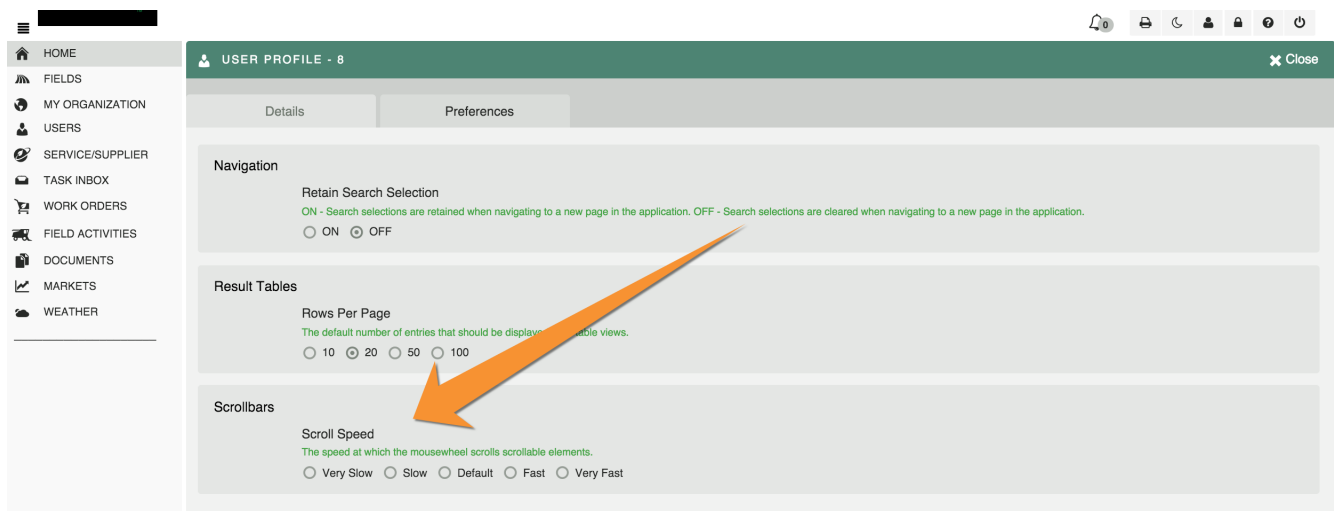 0
HOME
FIELDS
MY ORGANIZATION
USERS
SERVICE/SUPPLIER
TASK INBOX
WORK ORDERS
FIELD ACTIVITIES
DOCUMENTS
MARKETS
WEATHER
USER PROFILE - 8
Close
Details
Preferences
Navigation
Retain Search Selection
ON - Search selections are retained when navigating to a new page in the application. OFF - Search selections are cleared when navigating to a new page in the application.
ON OFF
Result Tables
Rows Per Page
The default number of entries that should be displaye able views.
10 20 50 100
Scrollbars
Scroll Speed
The speed at which the mousewheel scrolls scrollable elements.
Very Slow Slow Default Fast Very Fast